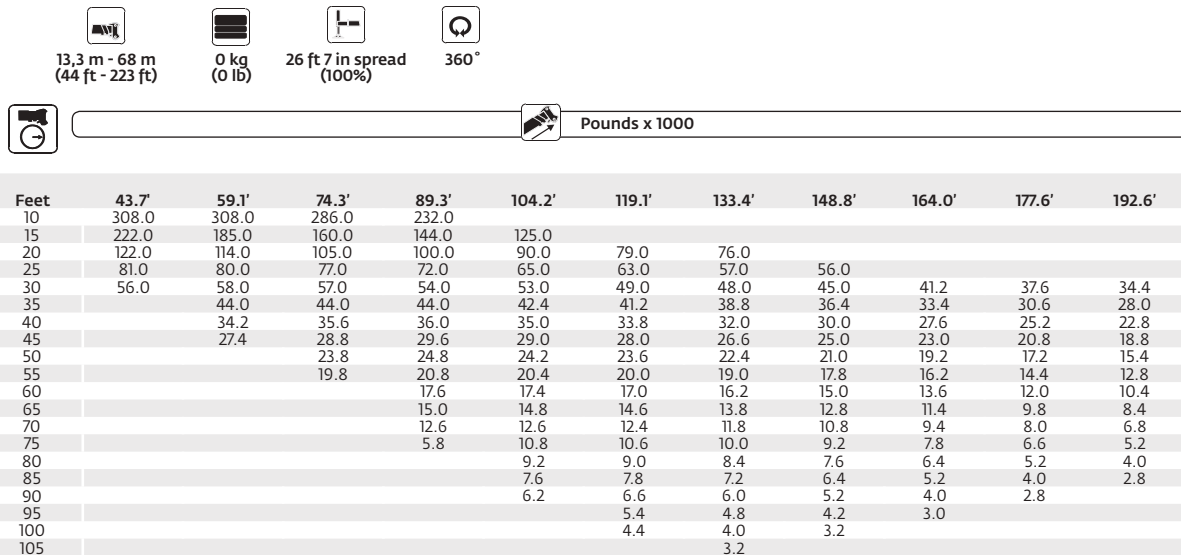 13,3 m - 68 m 0 kg 26 ft 7 in spread 360°
(44 ft - 223 ft) (0 lb) (100%)
Pounds x 1000
Feet 43.7' 59.1' 74.3' 89.3' 104.2' 119.1' 133.4' 148.8' 164.0' 177.6' 192.6'
10 308.0 308.0 286.0 232.0
15 222.0 185.0 160.0 144.0 125.0
20 122.0 114.0 105.0 100.0 90.0 79.0 76.0
25 81.0 80.0 77.0 72.0 65.0 63.0 57.0 56.0
30 56.0 58.0 57.0 54.0 53.0 49.0 48.0 45.0 41.2 37.6 34.4
35 44.0 44.0 44.0 42.4 41.2 38.8 36.4 33.4 30.6 28.0
40 34.2 35.6 36.0 35.0 33.8 32.0 30.0 27.6 25.2 22.8
45 27.4 28.8 29.6 29.0 28.0 26.6 25.0 23.0 20.8 18.8
50 23.8 24.8 24.2 23.6 22.4 21.0 19.2 17.2 15.4
55 19.8 20.8 20.4 20.0 19.0 17.8 16.2 14.4 12.8
60 17.6 17.4 17.0 16.2 15.0 13.6 12.0 10.4
65 15.0 14.8 14.6 13.8 12.8 11.4 9.8 8.4
70 12.6 12.6 12.4 11.8 10.8 9.4 8.0 6.8
75 5.8 10.8 10.6 10.0 9.2 7.8 6.6 5.2
80 9.2 9.0 8.4 7.6 6.4 5.2 4.0
85 7.6 7.8 7.2 6.4 5.2 4.0 2.8
90 6.2 6.6 6.0 5.2 4.0 2.8
95 5.4 4.8 4.2 3.0
100 4.4 4.0 3.2
105 3.2